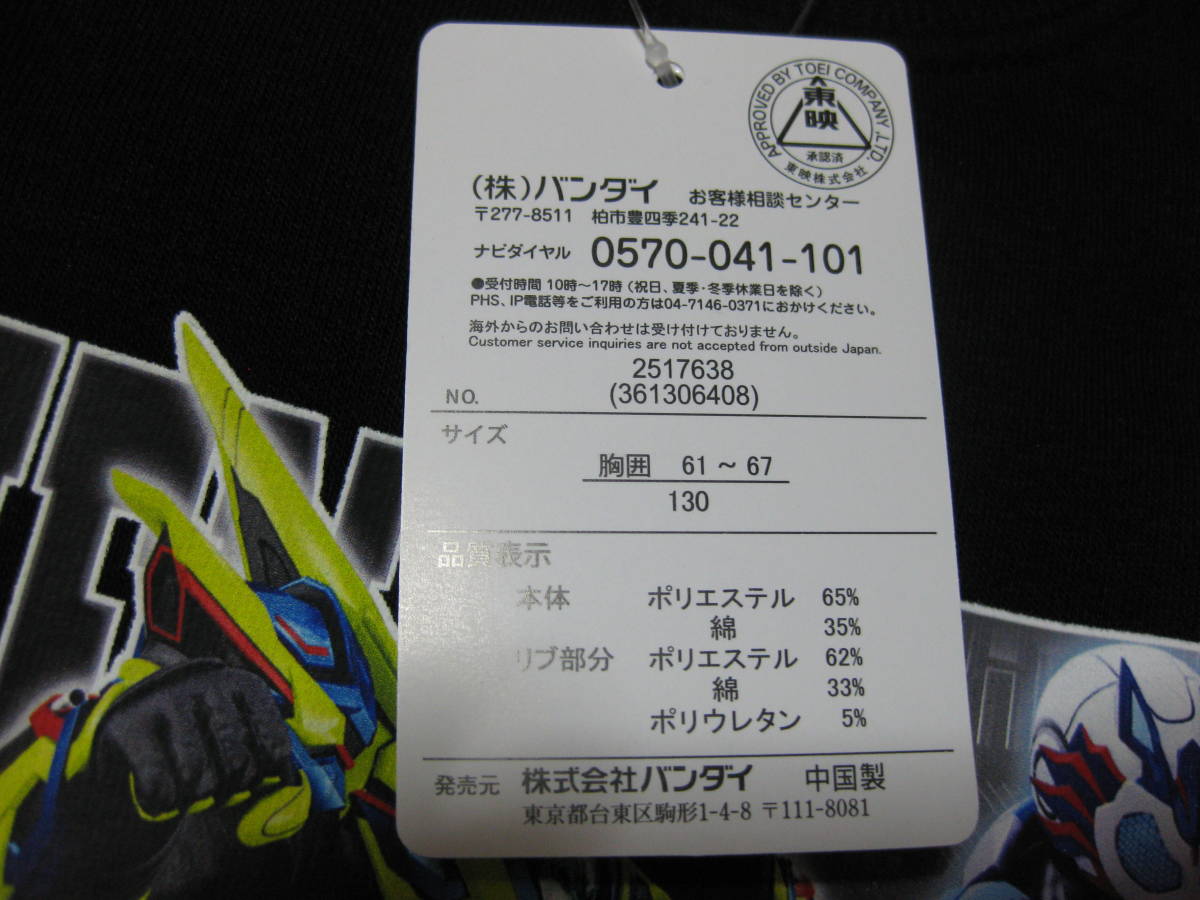 APPROVED BY TOEI COMPANY ,LTD.
東映
承認済
東映株式会社
(株)バンダイ お客様相談センター
〒277-8511 柏市豊四季241-22
ナビダイヤル 0570-041-101
●受付時間 10時～17時 (祝日、夏季・冬季休業日を除く)
PHS、IP電話等をご利用の方は04-7146-0371におかけください。
海外からのお問い合わせは受け付けておりません。
Customer service inquiries are not accepted from outside Japan.
2517638
NO. (361306408)
サイズ
胸囲 61 ~ 67
130
品質表示
本体 ポリエステル 65%
綿 35%
リブ部分 ポリエステル 62%
綿 33%
ポリウレタン 5%
発売元 株式会社バンダイ 中国製
東京都台東区駒形1-4-8 〒111-8081